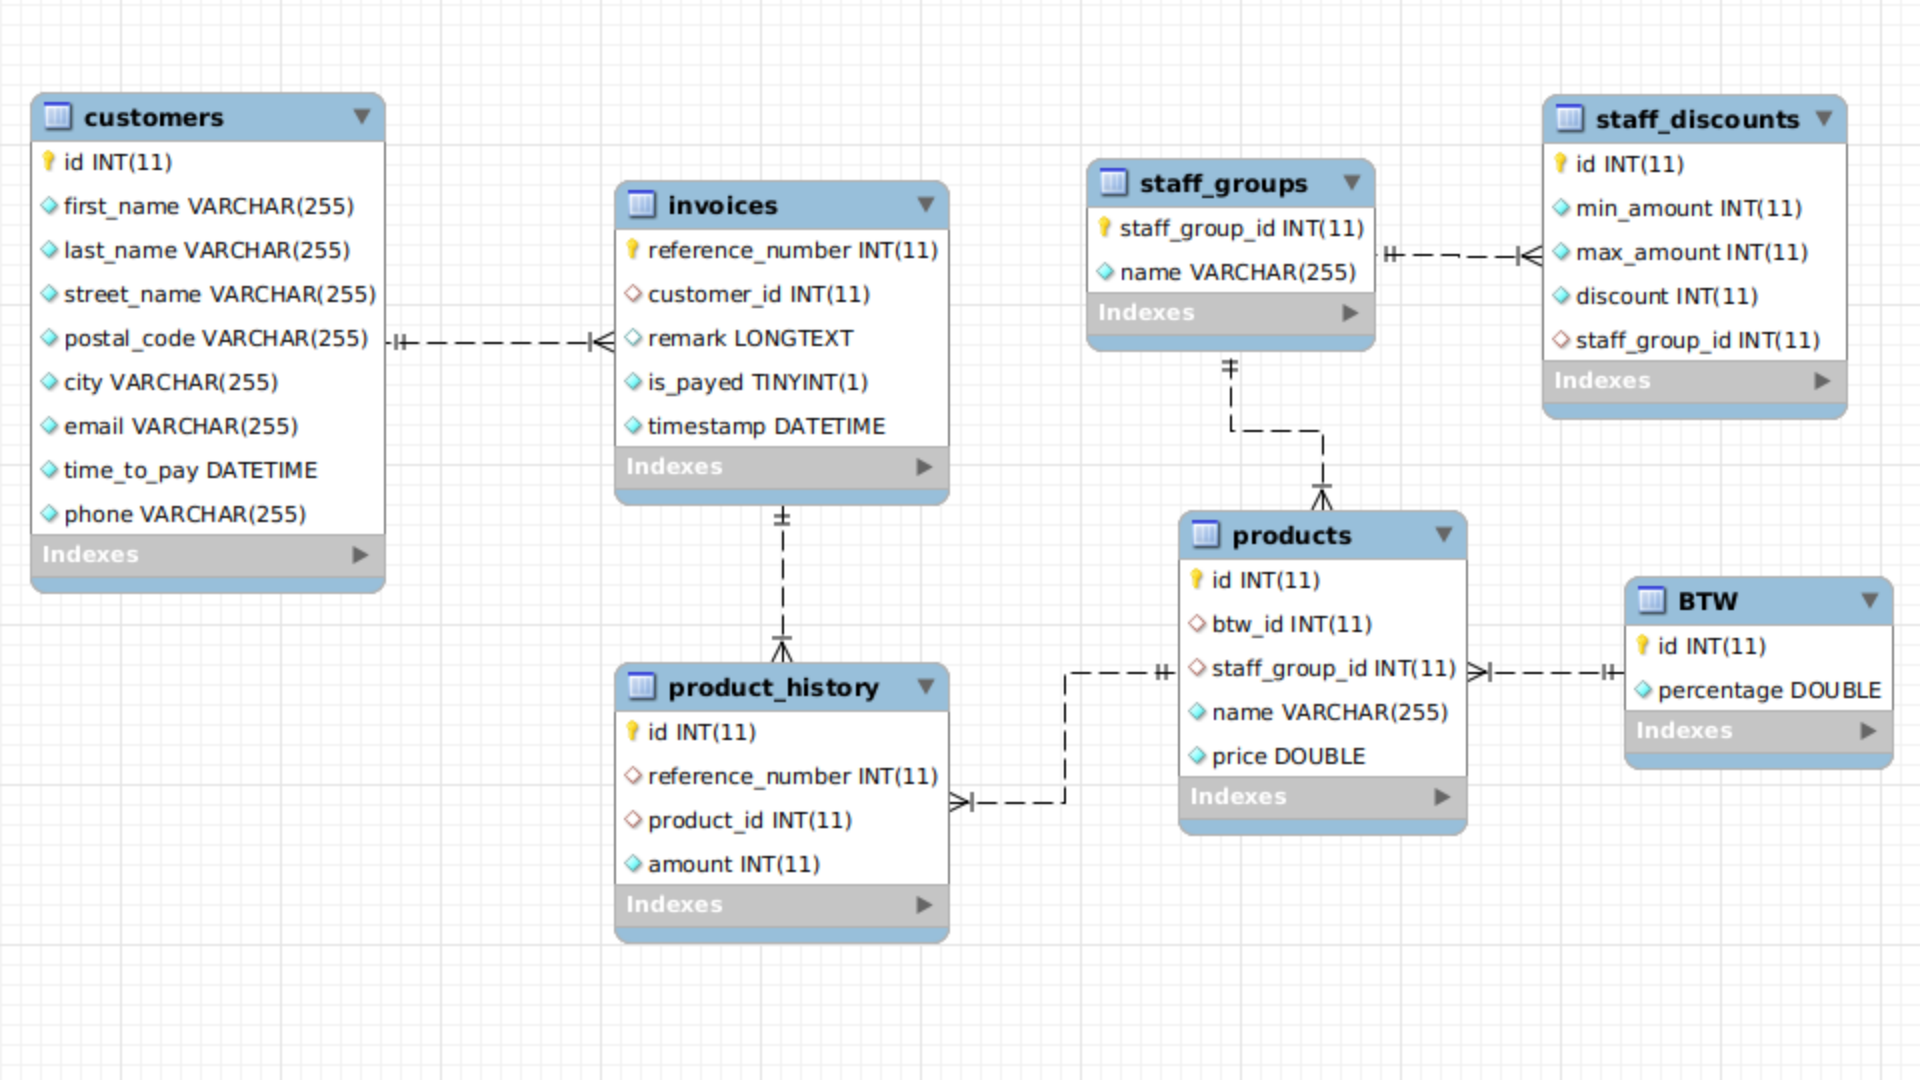 customers
id INT(11)
first_name VARCHAR(255)
last_name VARCHAR(255)
street_name VARCHAR(255)
postal_code VARCHAR(255)
city VARCHAR(255)
email VARCHAR(255)
time_to_pay DATETIME
phone VARCHAR(255)
Indexes
invoices
reference_number INT(11)
customer_id INT(11)
remark LONGTEXT
is_payed TINYINT(1)
timestamp DATETIME
Indexes
product_history
id INT(11)
reference_number INT(11)
product_id INT(11)
amount INT(11)
Indexes
staff_groups
staff_group_id INT(11)
name VARCHAR(255)
Indexes
staff_discounts
id INT(11)
min_amount INT(11)
max_amount INT(11)
discount INT(11)
staff_group_id INT(11)
Indexes
products
id INT(11)
btw_id INT(11)
staff_group_id INT(11)
name VARCHAR(255)
price DOUBLE
Indexes
BTW
id INT(11)
percentage DOUBLE
Indexes